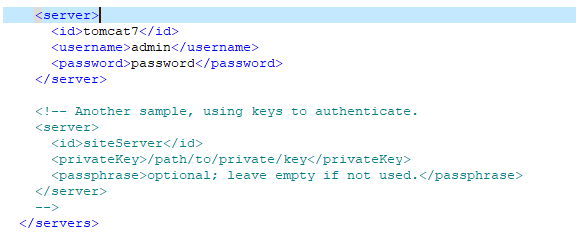 <server>
<id>tomcat7</id>
<username>admin</username>
<password>password</password>
</server>
<!-- Another sample, using keys to authenticate.
<server>
<id>siteServer</id>
<privateKey>/path/to/private/key</privateKey>
<passphrase>optional; leave empty if not used.</passphrase>
</server>
-->
</servers>